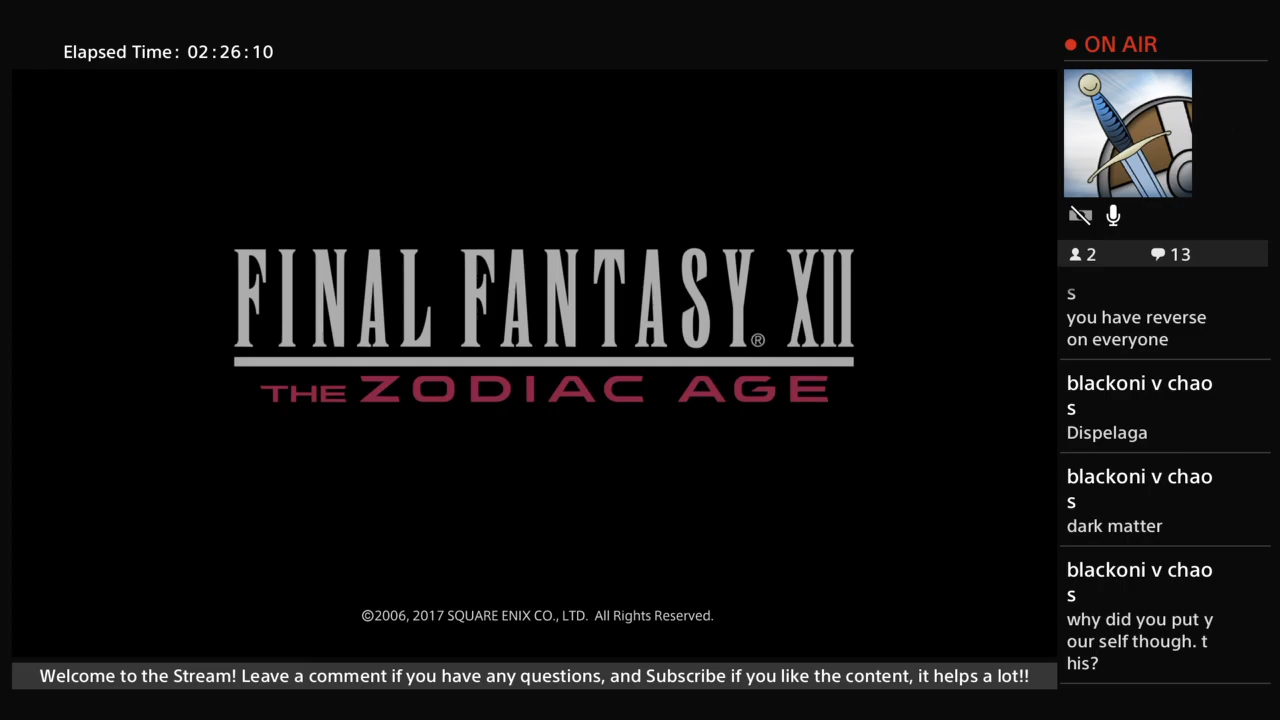 Elapsed Time: 02:26:10
ON AIR
2 13
s
you have reverse
on everyone
blackoni v chao
s
Dispelaga
blackoni v chao
s
dark matter
blackoni v chao
s
why did you put y
our self though. t
his?
FINAL FANTASY® XII
THE ZODIAC AGE
©2006, 2017 SQUARE ENIX CO., LTD. All Rights Reserved.
Welcome to the Stream! Leave a comment if you have any questions, and Subscribe if you like the content, it helps a lot!!